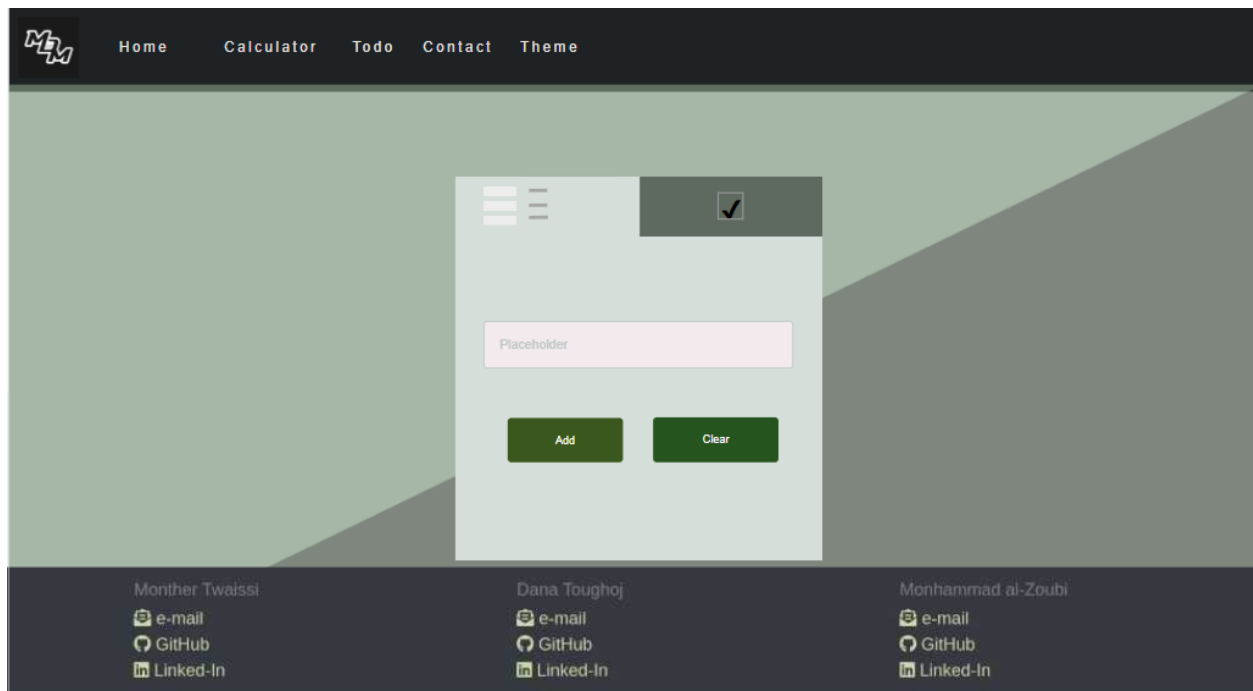 MDM
Home Calculator Todo Contact Theme
Placeholder
Add Clear
Monther Twaissi
e-mail
GitHub
Linked-In
Dana Toughoj
e-mail
GitHub
Linked-In
Monhammad al-Zoubi
e-mail
GitHub
Linked-In